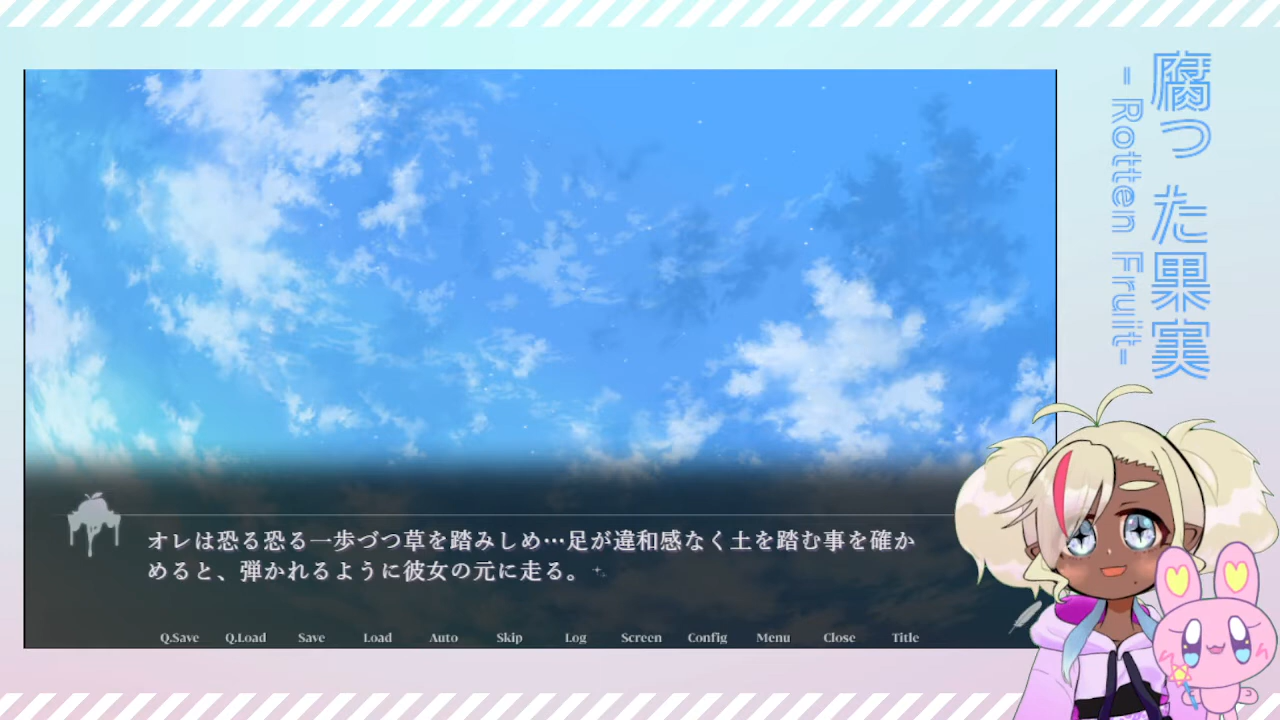 腐った果実
- Rotten Fruit -
オレは恐る恐る一歩づつ草を踏みしめ…足が違和感なく土を踏む事を確か
めると、弾かれるように彼女の元に走る。
Q.Save Q.Load Save Load Auto Skip Log Screen Config Menu Close Title